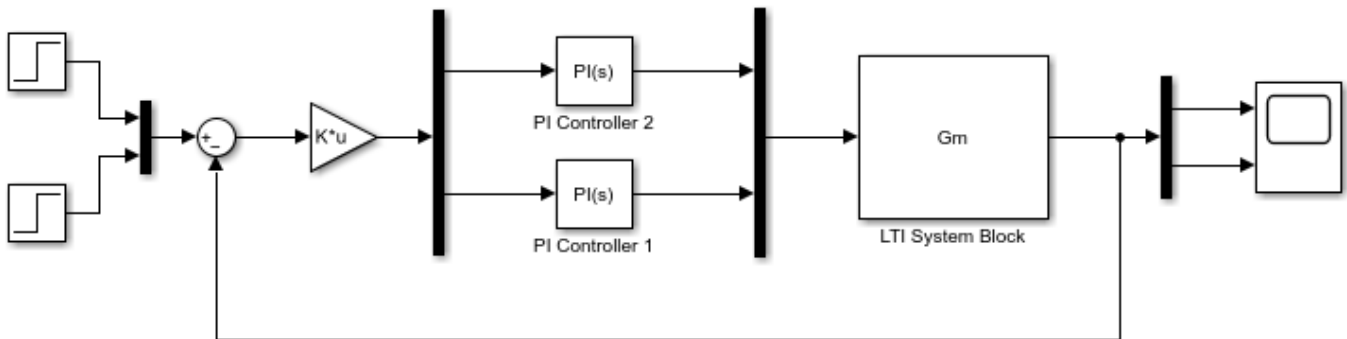 K*u
PI(s)
PI Controller 2
PI(s)
PI Controller 1
Gm
LTI System Block